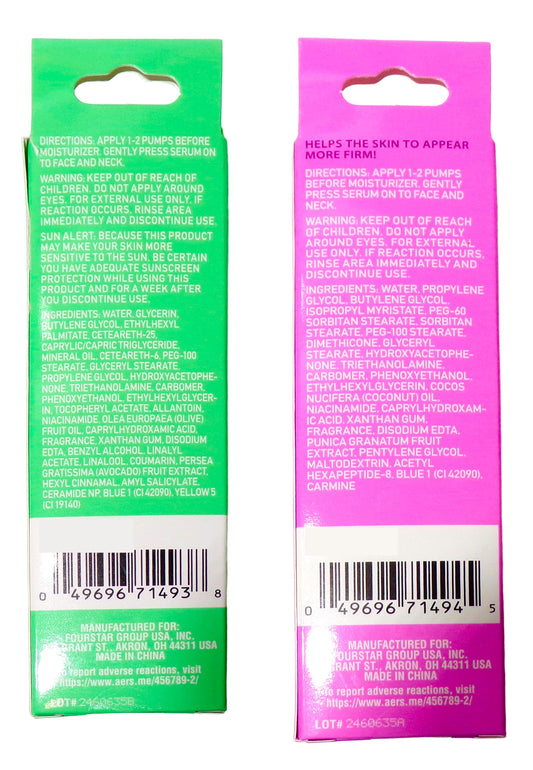 DIRECTIONS: APPLY 1-2 PUMPS BEFORE
MOISTURIZER. GENTLY PRESS SERUM ON
TO FACE AND NECK.
WARNING: KEEP OUT OF REACH OF
CHILDREN. DO NOT APPLY AROUND
EYES. FOR EXTERNAL USE ONLY. IF
REACTION OCCURS, RINSE AREA
IMMEDIATELY AND DISCONTINUE USE.
SUN ALERT: BECAUSE THIS PRODUCT
MAY MAKE YOUR SKIN MORE
SENSITIVE TO THE SUN, BE CERTAIN
YOU HAVE ADEQUATE SUNSCREEN
PROTECTION WHILE USING THIS
PRODUCT AND FOR A WEEK AFTER
YOU DISCONTINUE USE.
INGREDIENTS: WATER, GLYCERIN,
BUTYLENE GLYCOL, ETHYLHEXYL
PALMITATE, CETEARETH-25,
CAPRYLIC/CAPRIC TRIGLYCERIDE,
MINERAL OIL, CETEARETH-6, PEG-100
STEARATE, GLYCERYL STEARATE,
PROPYLENE GLYCOL, HYDROXYACETOPHE-
NONE, TRIETHANOLAMINE, CARBOMER,
PHENOXYETHANOL, ETHYLHEXYLGLYCER-
IN, TOCOPHERYL ACETATE, ALLANTOIN,
NIACINAMIDE, OLEA EUROPAEA (OLIVE)
FRUIT OIL, CAPRYLHYDROXAMIC ACID,
FRAGRANCE, XANTHAN GUM, DISODIUM
EDTA, BENZYL ALCOHOL, LINALYL
ACETATE, LINALOOL, COUMARIN, PERSEA
GRATISSIMA (AVOCADO) FRUIT EXTRACT,
HEXYL CINNAMAL, AMYL SALICYLATE,
CERAMIDE NP, BLUE 1 (CI 42090), YELLOW 5
(CI 19140)
0 49696 71493 8
MANUFACTURED FOR:
FOURSTAR GROUP USA, INC.
GRANT ST., AKRON, OH 44311 USA
MADE IN CHINA
To report adverse reactions, visit
https://www.aers.me/456789-2/
LOT# 2460635B
HELPS THE SKIN TO APPEAR
MORE FIRM!
DIRECTIONS: APPLY 1-2 PUMPS
BEFORE MOISTURIZER. GENTLY
PRESS SERUM ON TO FACE AND
NECK.
WARNING: KEEP OUT OF REACH
OF CHILDREN. DO NOT APPLY
AROUND EYES. FOR EXTERNAL
USE ONLY. IF REACTION OCCURS,
RINSE AREA IMMEDIATELY AND
DISCONTINUE USE.
INGREDIENTS: WATER, PROPYLENE
GLYCOL, BUTYLENE GLYCOL,
ISOPROPYL MYRISTATE, PEG-60
SORBITAN STEARATE, SORBITAN
STEARATE, PEG-100 STEARATE,
DIMETHICONE, GLYCERYL
STEARATE, HYDROXYACETOPHE-
NONE, TRIETHANOLAMINE,
CARBOMER, PHENOXYETHANOL,
ETHYLHEXYLGLYCERIN, COCOS
NUCIFERA (COCONUT) OIL,
NIACINAMIDE, CAPRYLHYDROXAM-
IC ACID, XANTHAN GUM,
FRAGRANCE, DISODIUM EDTA,
PUNICA GRANATUM FRUIT
EXTRACT, PENTYLENE GLYCOL,
MALTODEXTRIN, ACETYL
HEXAPEPTIDE-8, BLUE 1 (CI 42090),
CARMINE
0 49696 71494 5
MANUFACTURED FOR:
FOURSTAR GROUP USA, INC.
GRANT ST., AKRON, OH 44311 USA
MADE IN CHINA
To report adverse reactions, visit
https://www.aers.me/456789-2/
LOT# 2460635A